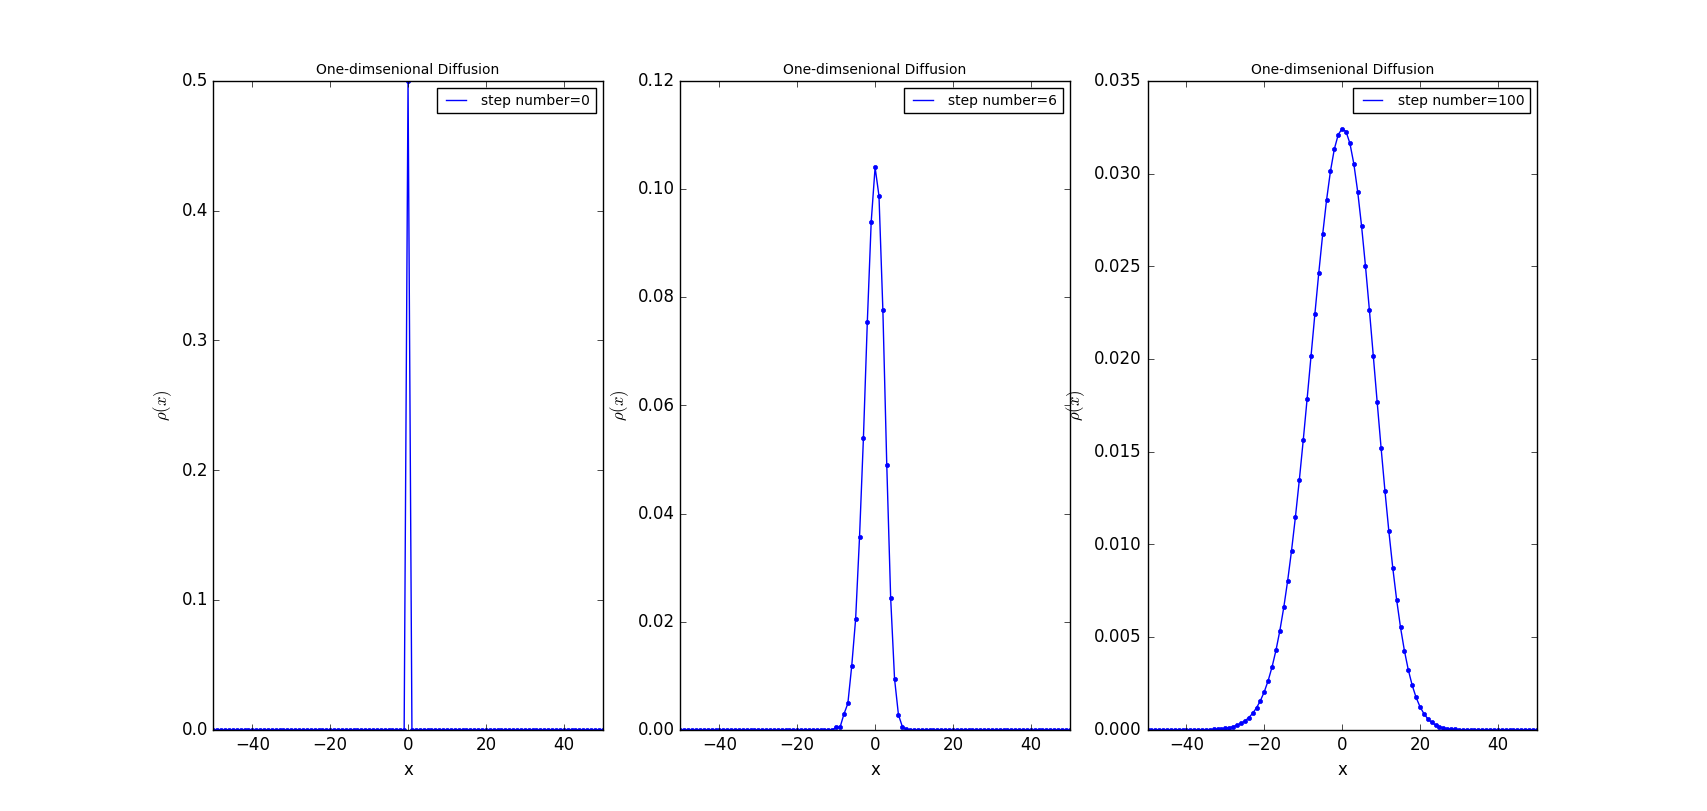 One-dimsenional Diffusion
step number=0
0.5
0.4
0.3
0.2
0.1
0.0
ρ(x)
−40 −20 0 20 40
x
One-dimsenional Diffusion
step number=6
0.12
0.10
0.08
0.06
0.04
0.02
0.00
ρ(x)
−40 −20 0 20 40
x
One-dimsenional Diffusion
step number=100
0.035
0.030
0.025
0.020
0.015
0.010
0.005
0.000
ρ(x)
−40 −20 0 20 40
x